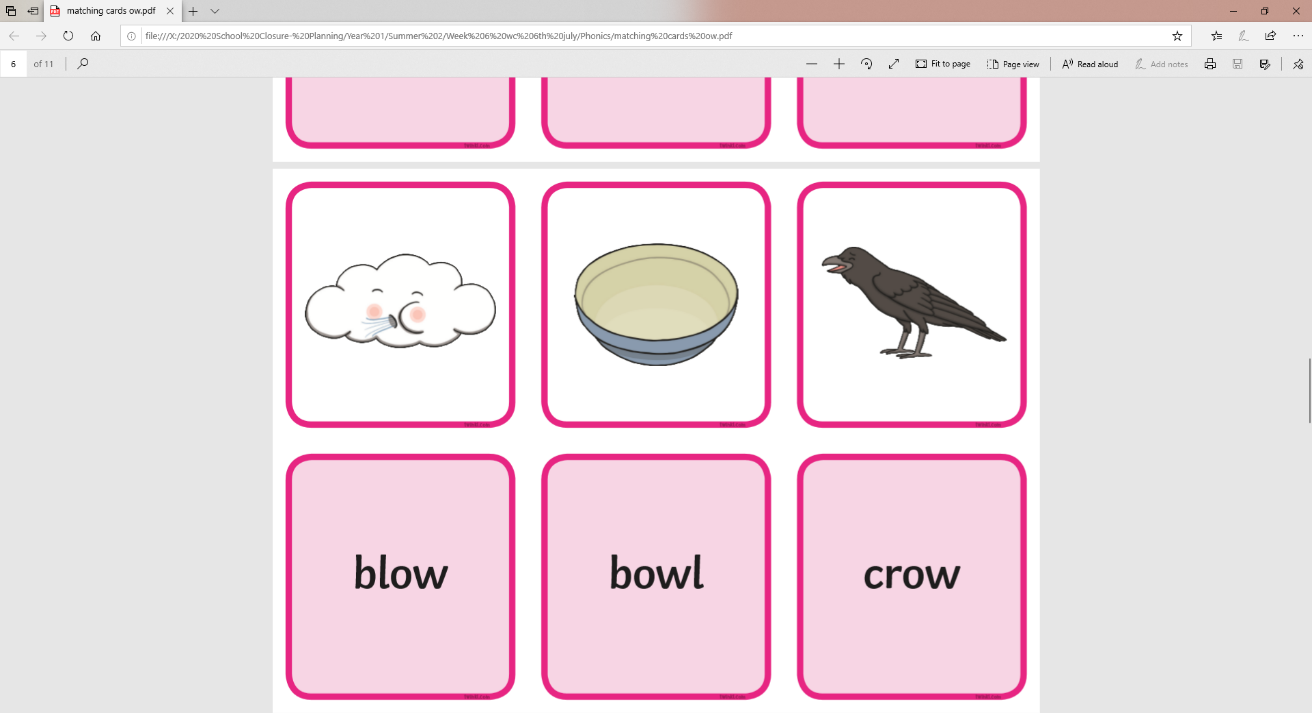 matching cards ow.pdf
file:///X:/2020%20School%20Closure-%20Planning/Year%201/Summer%202/Week%206%20wc%206th%20july/Phonics/matching%20cards%20ow.pdf
6 of 11 Fit to page Page view Read aloud Add notes
blow bowl crow